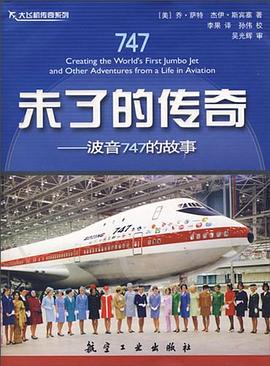 大飞机传奇系列
[美] 乔·萨特 杰伊·斯宾塞 著
李果 译 孙伟 校
吴光辉 审
747
Creating the World's First Jumbo Jet
and Other Adventures from a Life in Aviation
未了的传奇
——波音747的故事
BOEING 747
航空工业出版社